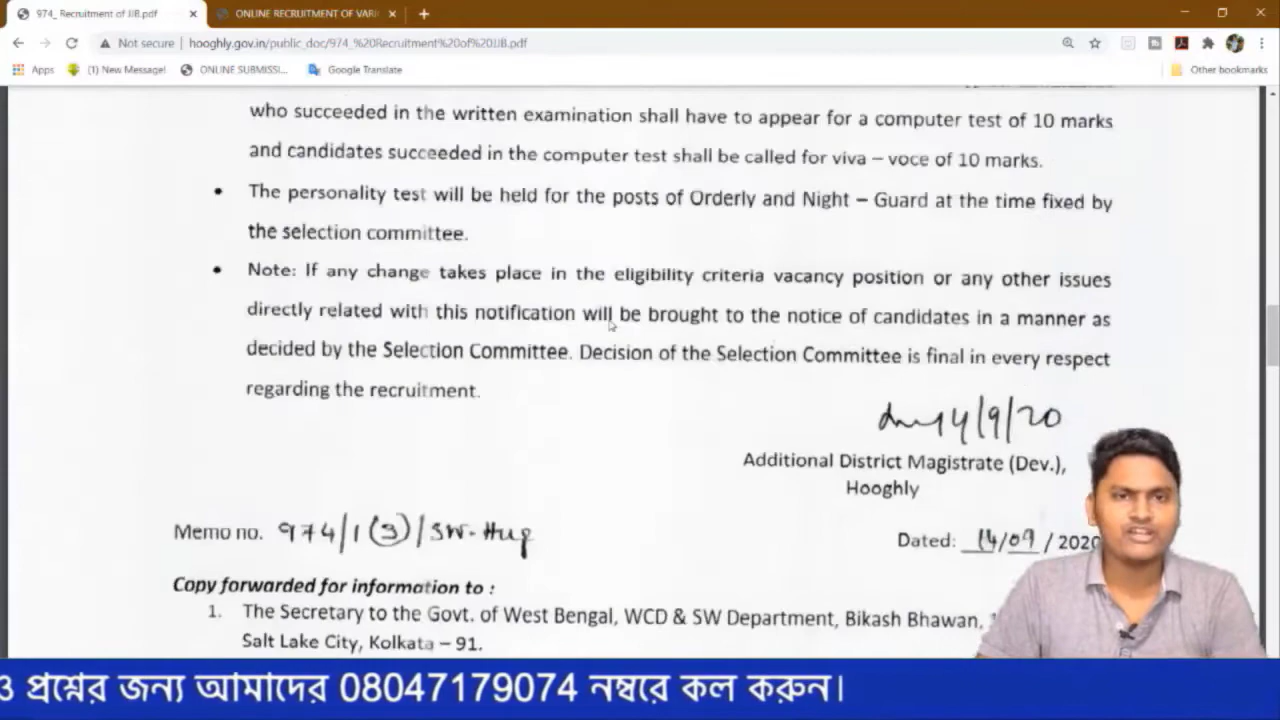 974_ Recruitment of JJB.pdf
ONLINE RECRUITMENT OF VARI
Not secure
hooghly.gov.in/public_doc/974_%20Recruitment%20of%20JJB.pdf
Apps
(1) New Message!
ONLINE SUBMISSI...
Google Translate
Other bookmarks
who succeeded in the written examination shall have to appear for a computer test of 10 marks
and candidates succeeded in the computer test shall be called for viva – voce of 10 marks.
• The personality test will be held for the posts of Orderly and Night – Guard at the time fixed by
the selection committee.
• Note: If any change takes place in the eligibility criteria vacancy position or any other issues
directly related with this notification will be brought to the notice of candidates in a manner as
decided by the Selection Committee. Decision of the Selection Committee is final in every respect
regarding the recruitment.
14/9/20
Additional District Magistrate (Dev.),
Hooghly
Memo no. 974/1(3)/SW-Hug
Dated: 14/09/2020
Copy forwarded for information to :
1. The Secretary to the Govt. of West Bengal, WCD & SW Department, Bikash Bhawan,
Salt Lake City, Kolkata – 91.
ও প্রশ্নের জন্য আমাদের 08047179074 নম্বরে কল করুন।